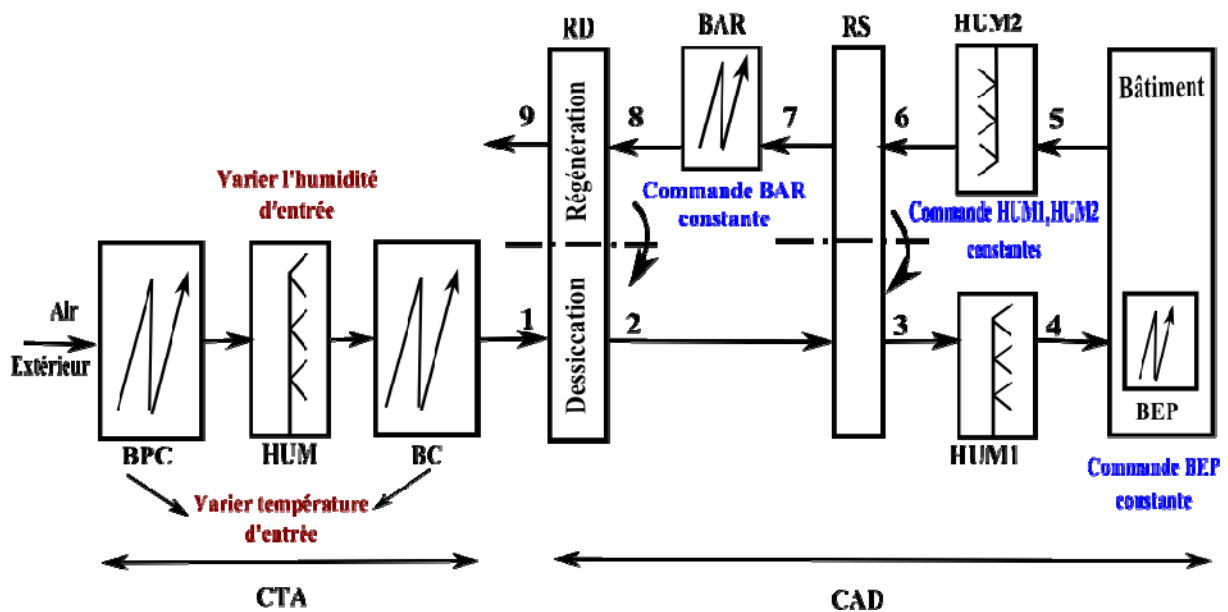 RD
BAR
RS
HUM2
Bâtiment
9
8
7
6
5
Régénération
Varier l'humidité
d'entrée
Commande BAR
constante
Commande HUM1,HUM2
constantes
Air
Extérieur
1
2
3
4
Dessiccation
BPC
HUM
BC
HUM1
BEP
Commande BEP
constante
Varier température
d'entrée
CTA
CAD